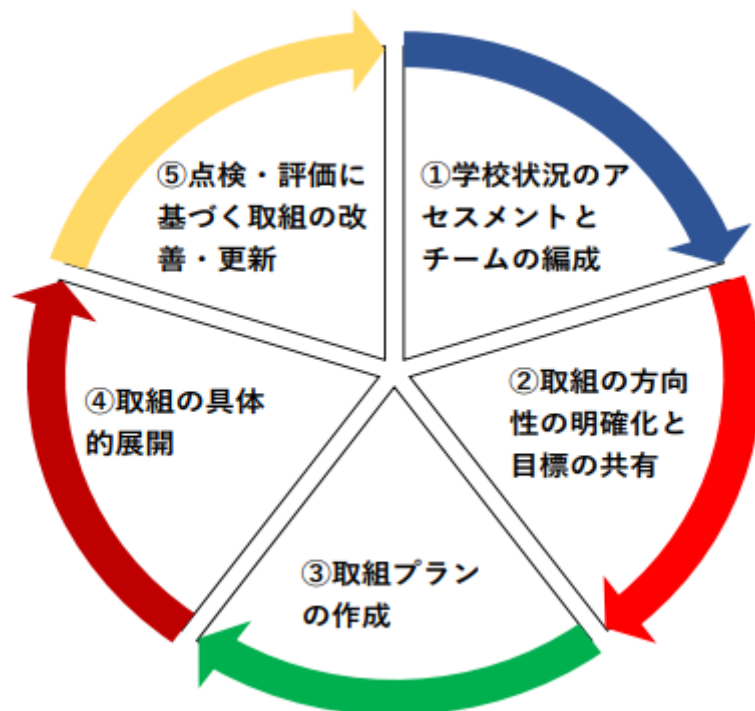 ①学校状況のア
セスメントと
チームの編成
②取組の方向
性の明確化と
目標の共有
③取組プラン
の作成
④取組の具体
的展開
⑤点検・評価に
基づく取組の改
善・更新